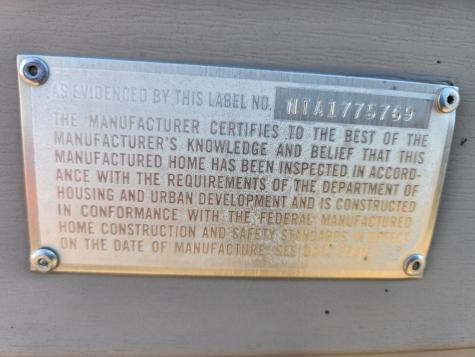 AS EVIDENCED BY THIS LABEL NO. NTA1775769
THE MANUFACTURER CERTIFIES TO THE BEST OF THE
MANUFACTURER'S KNOWLEDGE AND BELIEF THAT THIS
MANUFACTURED HOME HAS BEEN INSPECTED IN ACCORD-
ANCE WITH THE REQUIREMENTS OF THE DEPARTMENT OF
HOUSING AND URBAN DEVELOPMENT AND IS CONSTRUCTED
IN CONFORMANCE WITH THE FEDERAL MANUFACTURED
HOME CONSTRUCTION AND SAFETY STANDARDS IN EFFECT
ON THE DATE OF MANUFACTURE. SEE DATA PLATE.